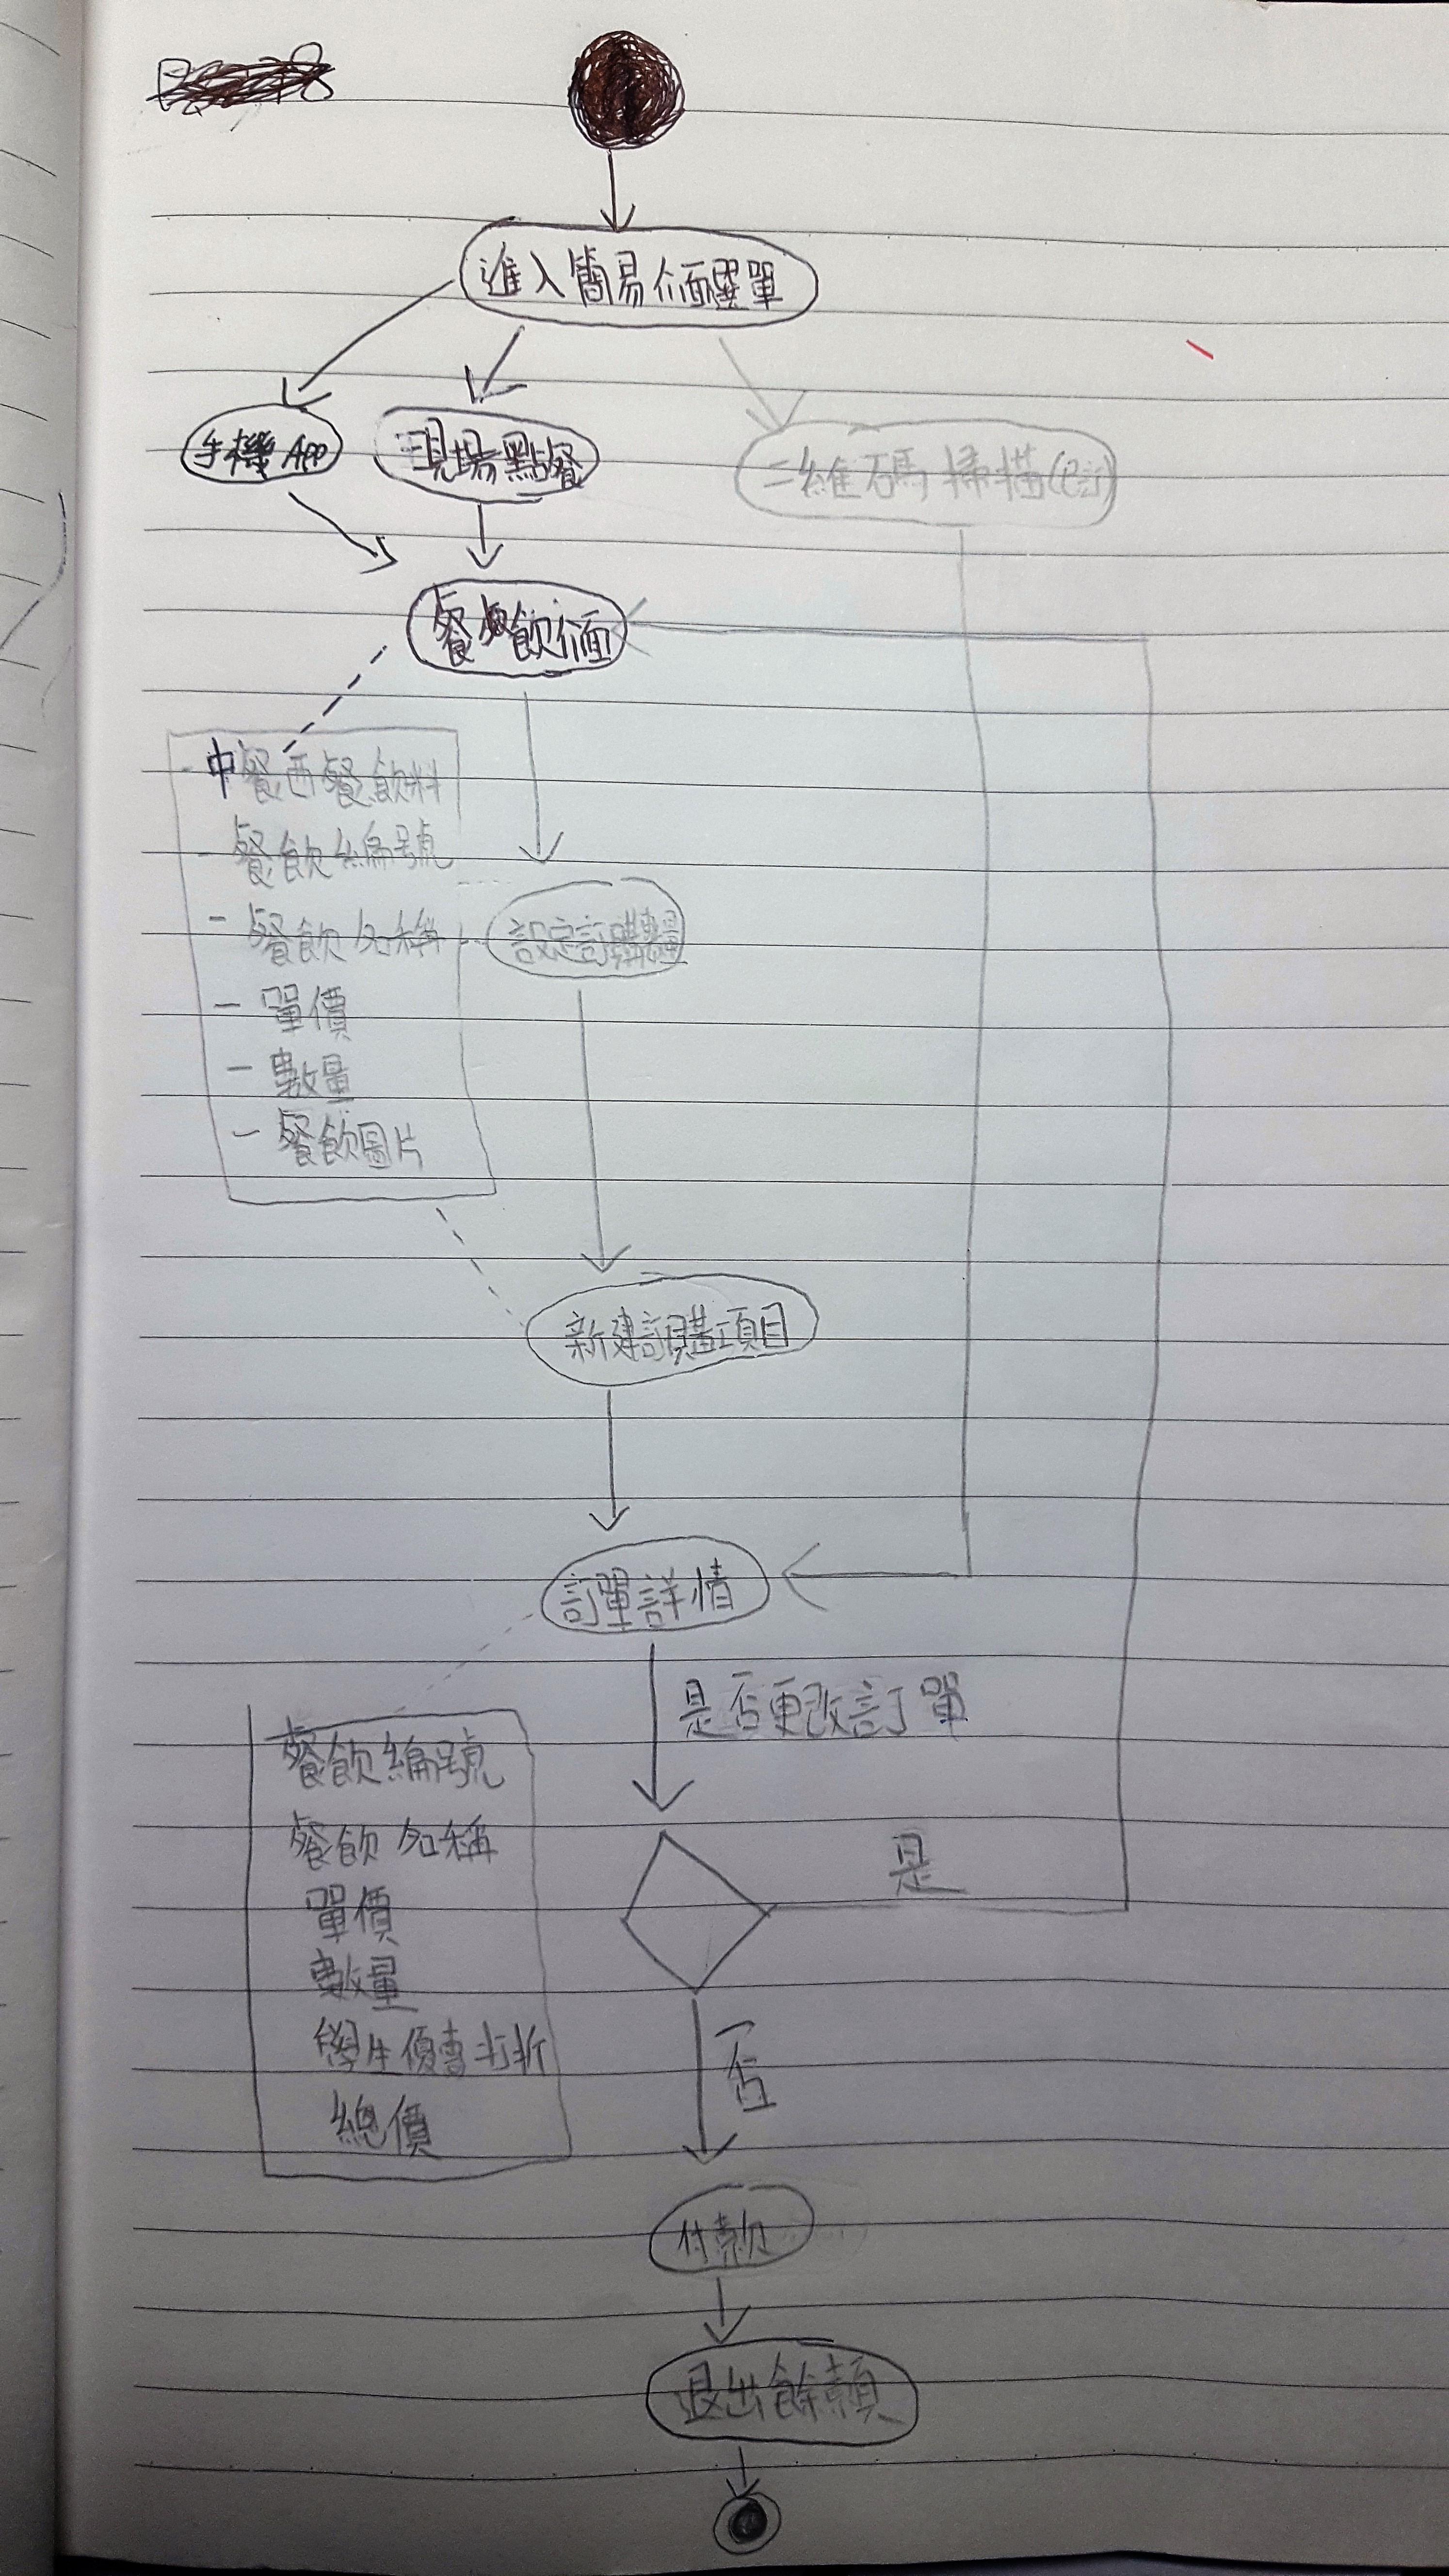 進入簡易介面選單
手機App
現場點餐
二維碼掃描(已訂)
餐飲介面
-中餐西餐飲料
-餐飲編號
-餐飲名稱
設定訂購數量
-單價
-數量
-餐飲圖片
新建訂購項目
訂單詳情
是否更改訂單
餐飲編號
餐飲名稱
單價
數量
學生優惠打折
總價
是
否
付款
退出餘額